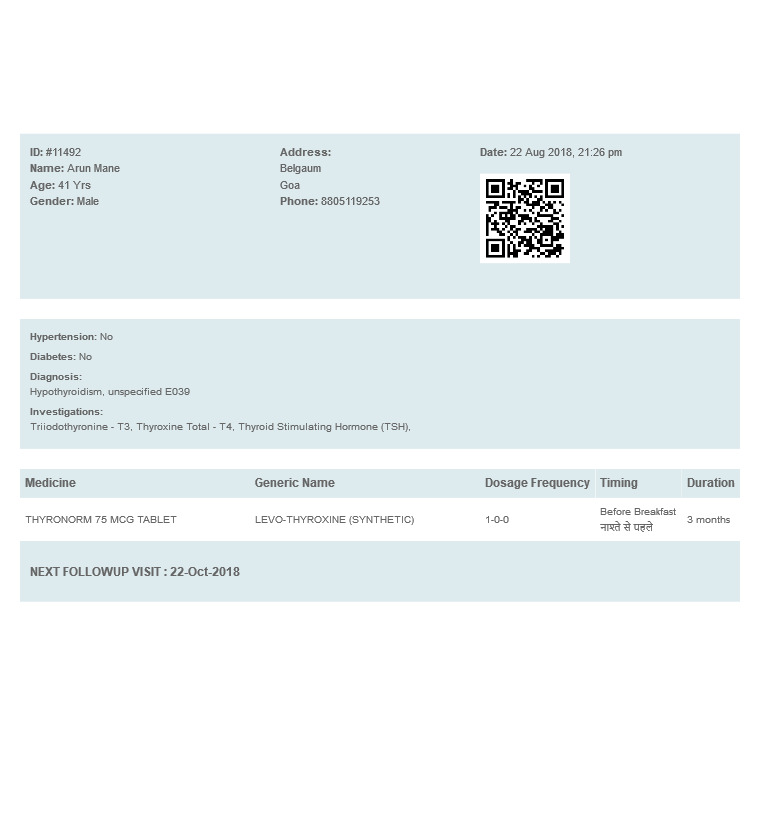 ID: #11492
Name: Arun Mane
Age: 41 Yrs
Gender: Male
Address:
Belgaum
Goa
Phone: 8805119253
Date: 22 Aug 2018, 21:26 pm
Hypertension: No
Diabetes: No
Diagnosis:
Hypothyroidism, unspecified E039
Investigations:
Triiodothyronine - T3, Thyroxine Total - T4, Thyroid Stimulating Hormone (TSH),
Medicine Generic Name Dosage Frequency Timing Duration
THYRONORM 75 MCG TABLET LEVO-THYROXINE (SYNTHETIC) 1-0-0 Before Breakfast 3 months
नाश्ते से पहले
NEXT FOLLOWUP VISIT : 22-Oct-2018